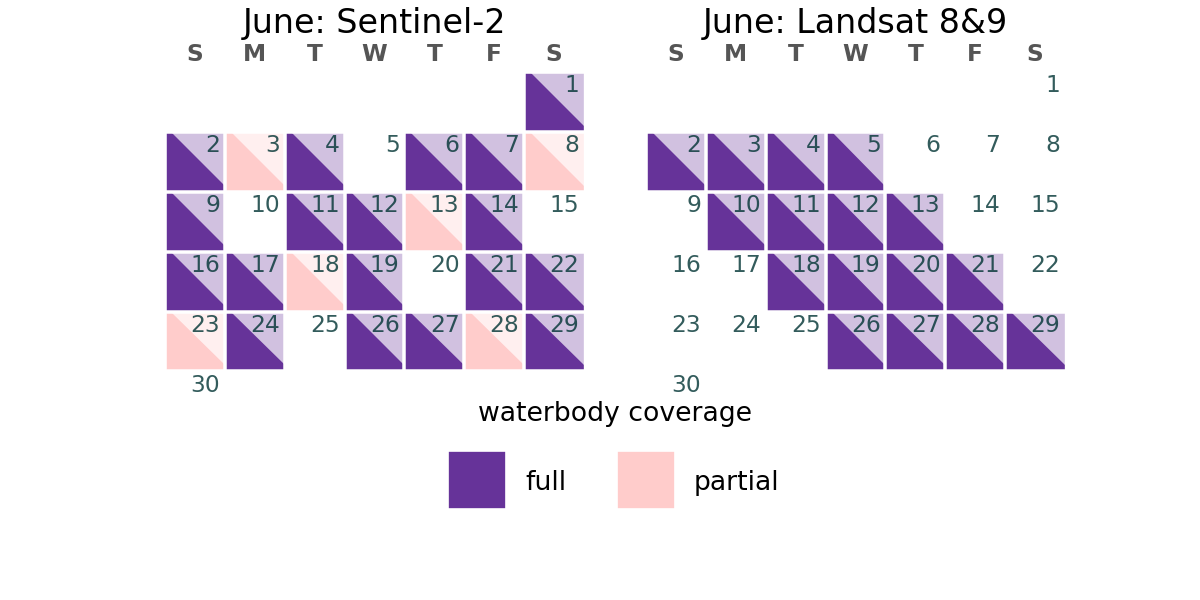 June: Sentinel-2
S M T W T F S
1
2 3 4 5 6 7 8
9 10 11 12 13 14 15
16 17 18 19 20 21 22
23 24 25 26 27 28 29
30
June: Landsat 8&9
S M T W T F S
1
2 3 4 5 6 7 8
9 10 11 12 13 14 15
16 17 18 19 20 21 22
23 24 25 26 27 28 29
30
waterbody coverage
full partial